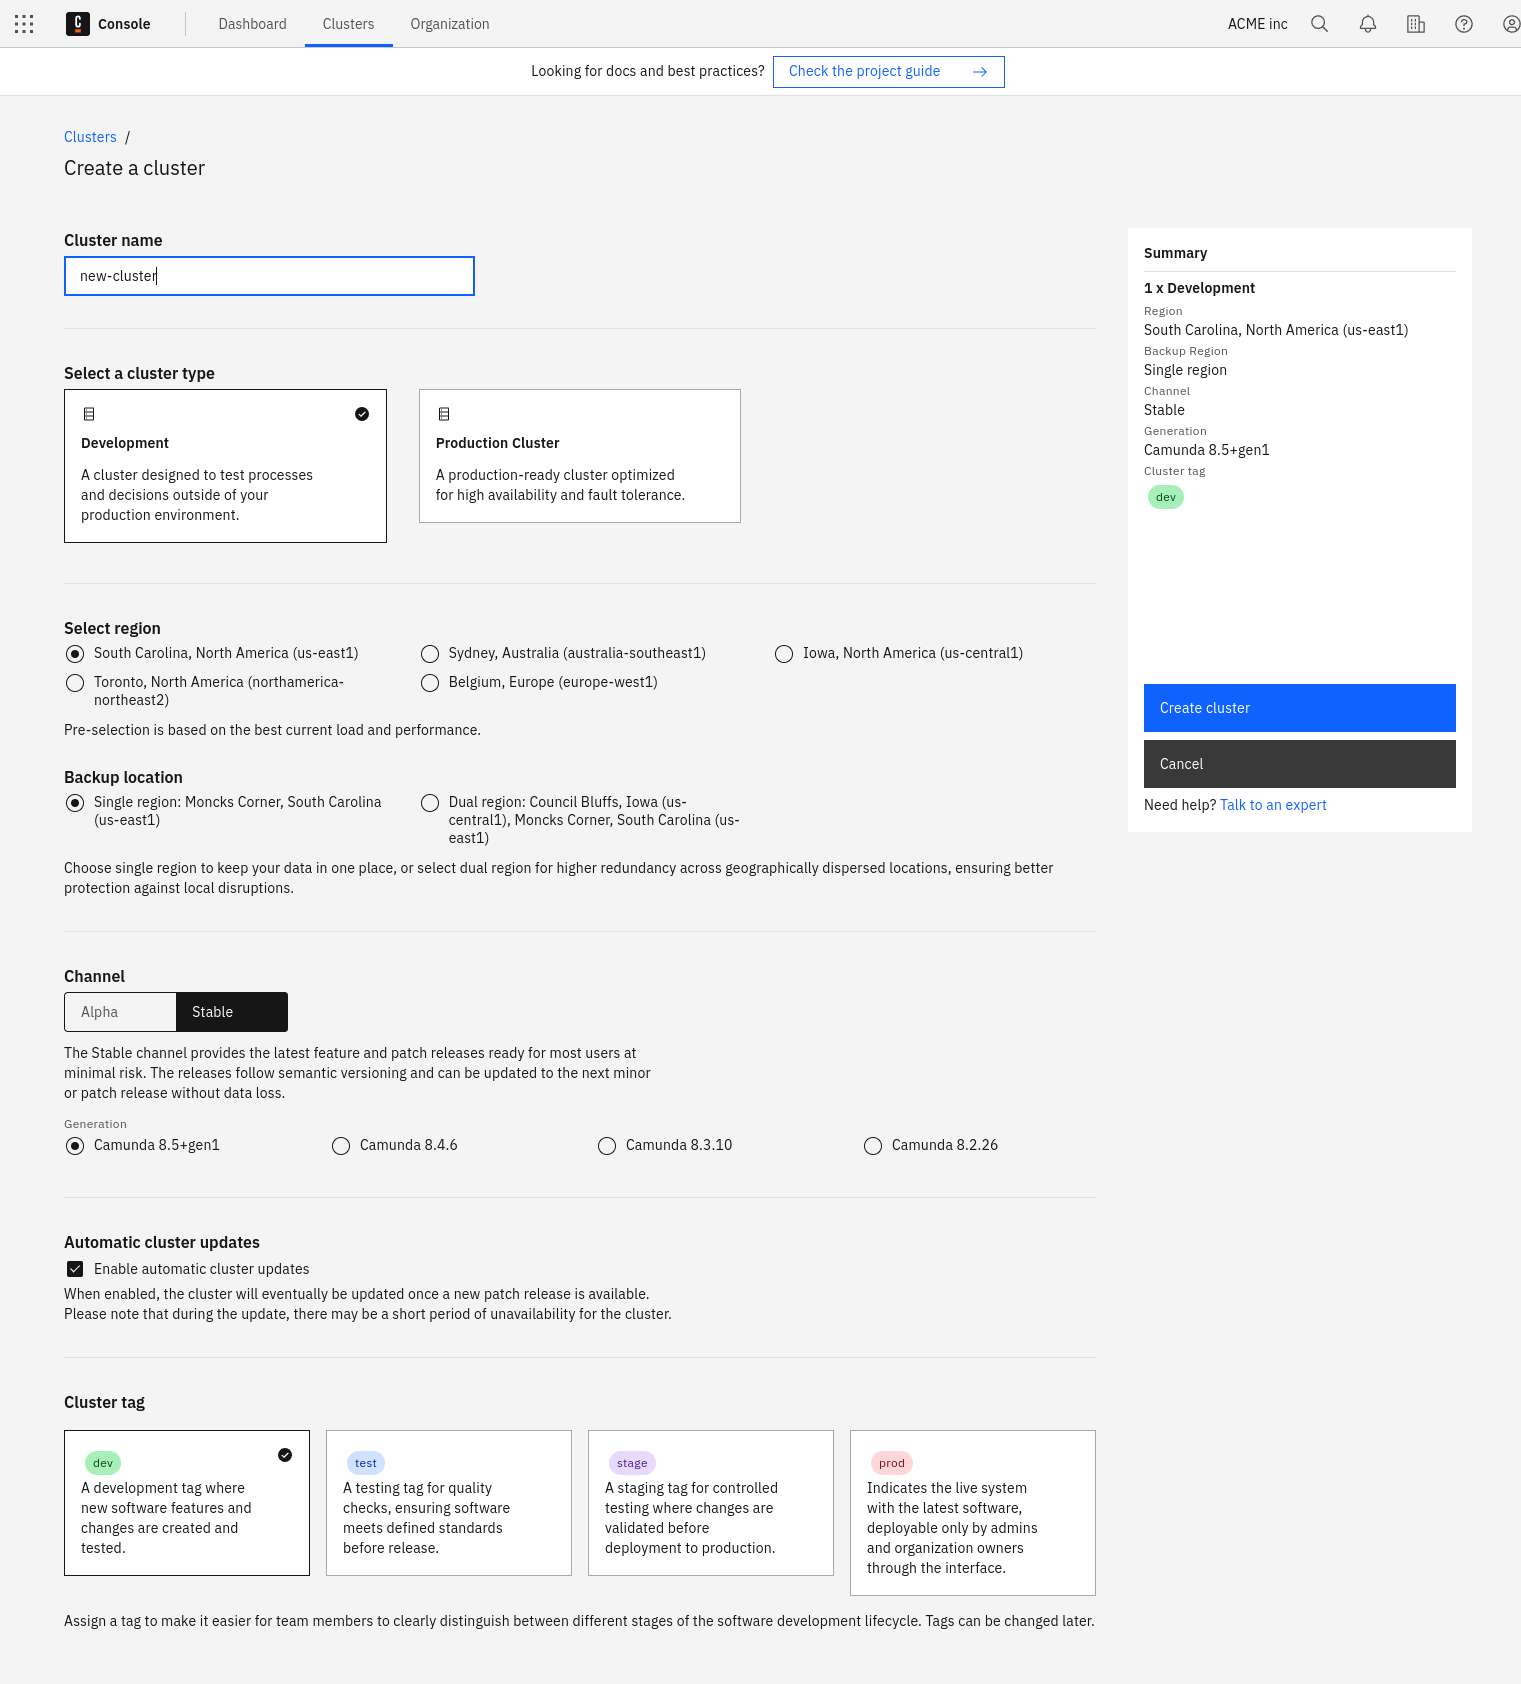 Console
Dashboard
Clusters
Organization
ACME inc
Looking for docs and best practices?
Check the project guide
Clusters /
Create a cluster
Cluster name
new-cluster
Select a cluster type
Development
A cluster designed to test processes
and decisions outside of your
production environment.
Production Cluster
A production-ready cluster optimized
for high availability and fault tolerance.
Select region
South Carolina, North America (us-east1)
Sydney, Australia (australia-southeast1)
Iowa, North America (us-central1)
Toronto, North America (northamerica-
northeast2)
Belgium, Europe (europe-west1)
Pre-selection is based on the best current load and performance.
Backup location
Single region: Moncks Corner, South Carolina
(us-east1)
Dual region: Council Bluffs, Iowa (us-
central1), Moncks Corner, South Carolina (us-
east1)
Choose single region to keep your data in one place, or select dual region for higher redundancy across geographically dispersed locations, ensuring better
protection against local disruptions.
Channel
Alpha
Stable
The Stable channel provides the latest feature and patch releases ready for most users at
minimal risk. The releases follow semantic versioning and can be updated to the next minor
or patch release without data loss.
Generation
Camunda 8.5+gen1
Camunda 8.4.6
Camunda 8.3.10
Camunda 8.2.26
Automatic cluster updates
Enable automatic cluster updates
When enabled, the cluster will eventually be updated once a new patch release is available.
Please note that during the update, there may be a short period of unavailability for the cluster.
Cluster tag
dev
A development tag where
new software features and
changes are created and
tested.
test
A testing tag for quality
checks, ensuring software
meets defined standards
before release.
stage
A staging tag for controlled
testing where changes are
validated before
deployment to production.
prod
Indicates the live system
with the latest software,
deployable only by admins
and organization owners
through the interface.
Assign a tag to make it easier for team members to clearly distinguish between different stages of the software development lifecycle. Tags can be changed later.
Summary
1 x Development
Region
South Carolina, North America (us-east1)
Backup Region
Single region
Channel
Stable
Generation
Camunda 8.5+gen1
Cluster tag
dev
Create cluster
Cancel
Need help? Talk to an expert